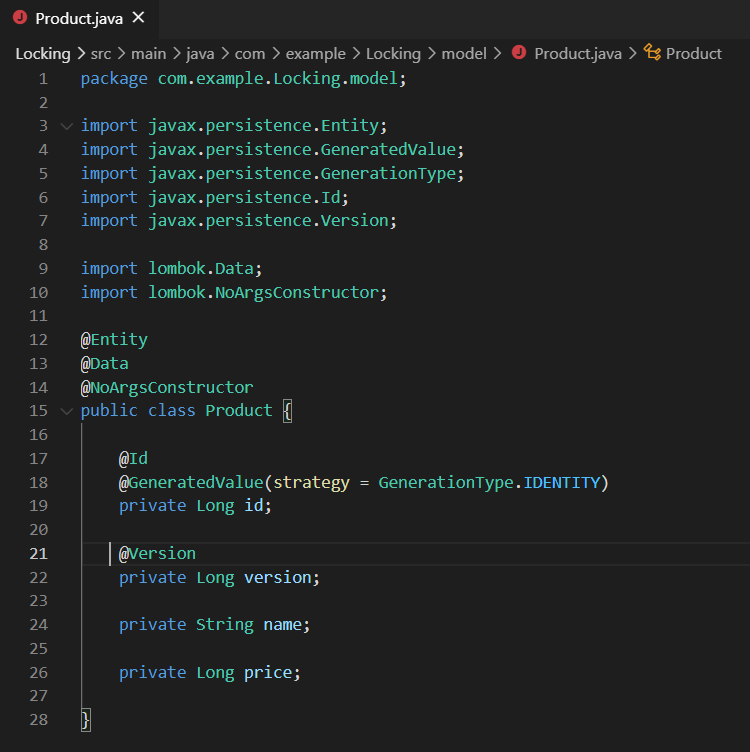 Product.java
Locking > src > main > java > com > example > Locking > model > Product.java > Product
1 package com.example.Locking.model;
2
3 import javax.persistence.Entity;
4 import javax.persistence.GeneratedValue;
5 import javax.persistence.GenerationType;
6 import javax.persistence.Id;
7 import javax.persistence.Version;
8
9 import lombok.Data;
10 import lombok.NoArgsConstructor;
11
12 @Entity
13 @Data
14 @NoArgsConstructor
15 public class Product {
16
17 @Id
18 @GeneratedValue(strategy = GenerationType.IDENTITY)
19 private Long id;
20
21 @Version
22 private Long version;
23
24 private String name;
25
26 private Long price;
27
28 }